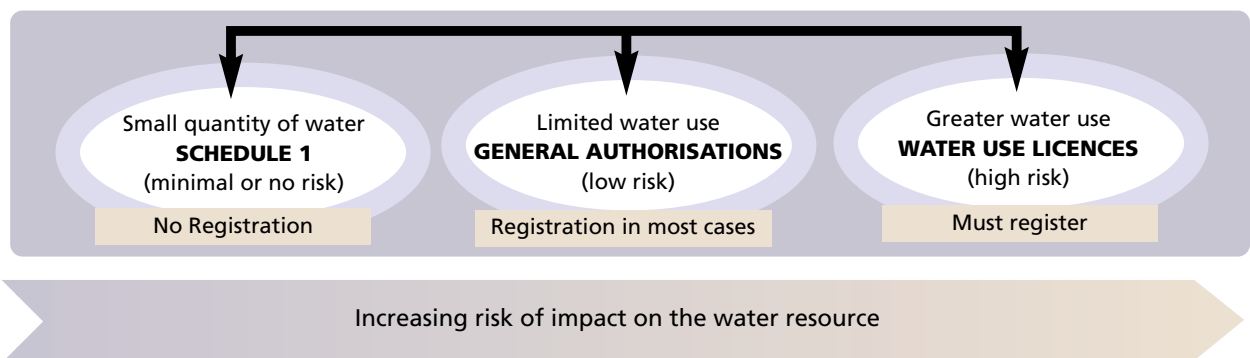 Small quantity of water
SCHEDULE 1
(minimal or no risk)
No Registration
Limited water use
GENERAL AUTHORISATIONS
(low risk)
Registration in most cases
Greater water use
WATER USE LICENCES
(high risk)
Must register
Increasing risk of impact on the water resource